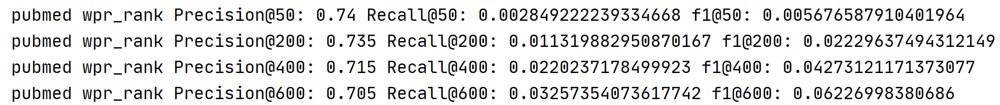 pubmed wpr_rank Precision@50: 0.74 Recall@50: 0.002849222239334668 f1@50: 0.005676587910401964
pubmed wpr_rank Precision@200: 0.735 Recall@200: 0.011319882950870167 f1@200: 0.02229637494312149
pubmed wpr_rank Precision@400: 0.715 Recall@400: 0.0220237178499923 f1@400: 0.04273121171373077
pubmed wpr_rank Precision@600: 0.705 Recall@600: 0.03257354073617742 f1@600: 0.06226998380686